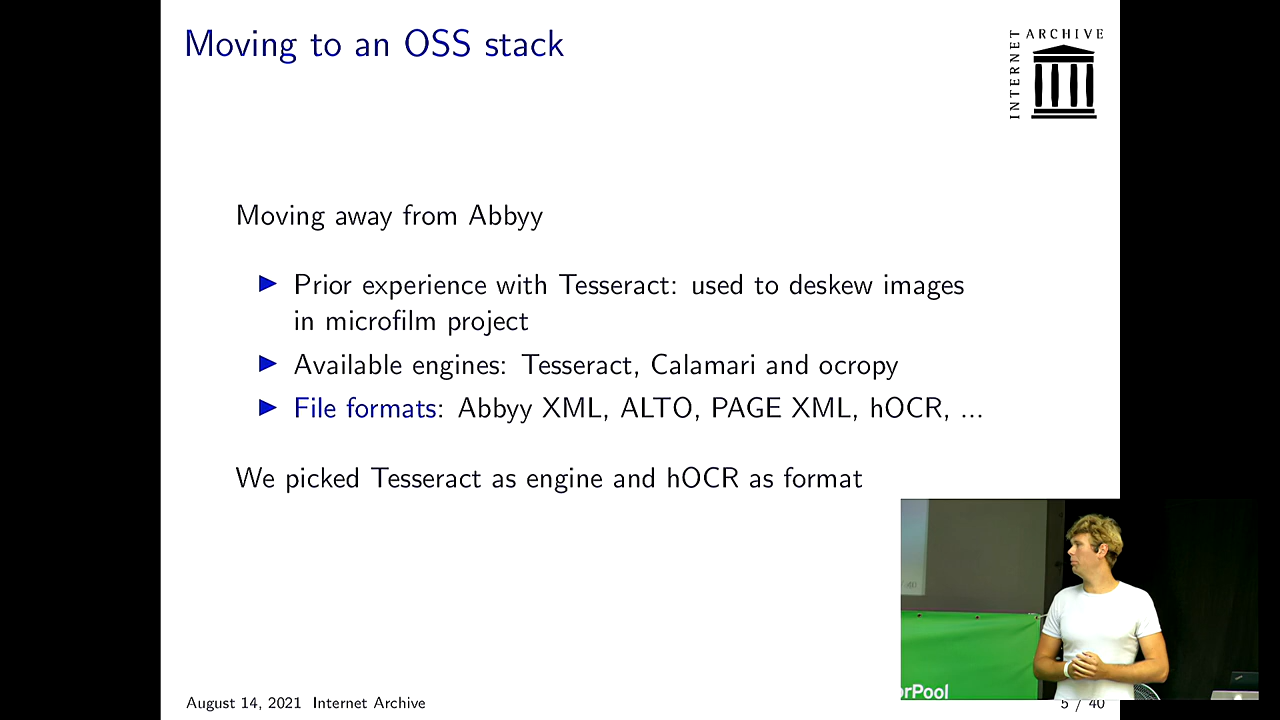 Moving to an OSS stack
INTERNET ARCHIVE
Moving away from Abbyy
▶ Prior experience with Tesseract: used to deskew images
in microfilm project
▶ Available engines: Tesseract, Calamari and ocropy
▶ File formats: Abbyy XML, ALTO, PAGE XML, hOCR, ...
We picked Tesseract as engine and hOCR as format
orPool
August 14, 2021 Internet Archive
5 / 40